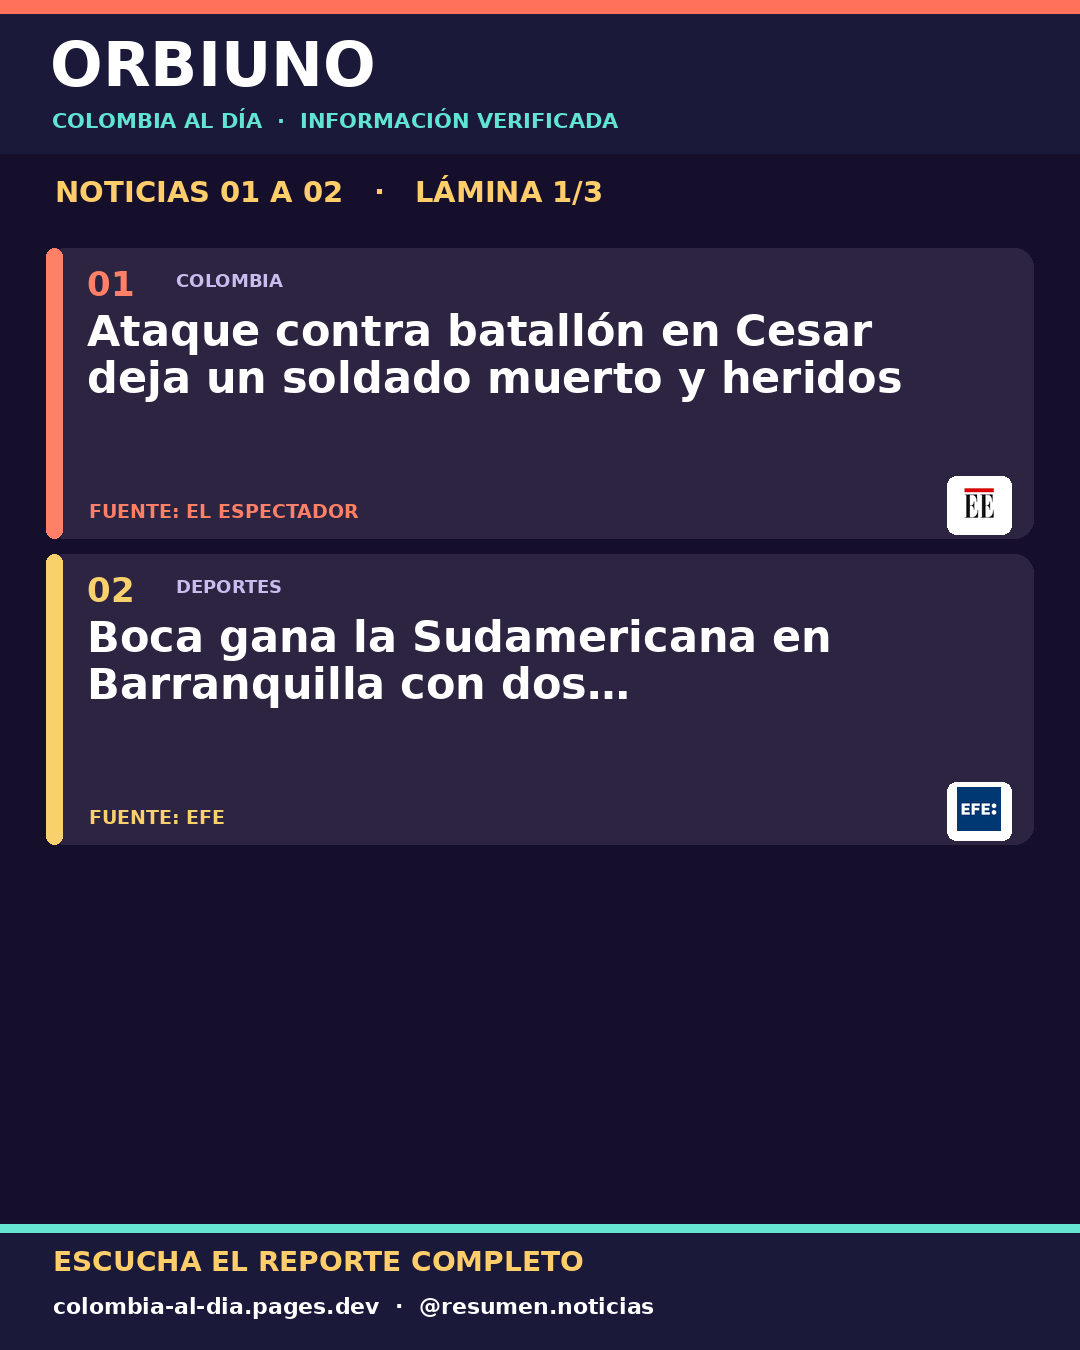 ORBIUNO
COLOMBIA AL DÍA · INFORMACIÓN VERIFICADA
NOTICIAS 01 A 02 · LÁMINA 1/3
01 COLOMBIA
Ataque contra batallón en Cesar
deja un soldado muerto y heridos
FUENTE: EL ESPECTADOR
EE
02 DEPORTES
Boca gana la Sudamericana en
Barranquilla con dos…
FUENTE: EFE
EFE:
ESCUCHA EL REPORTE COMPLETO
colombia-al-dia.pages.dev · @resumen.noticias